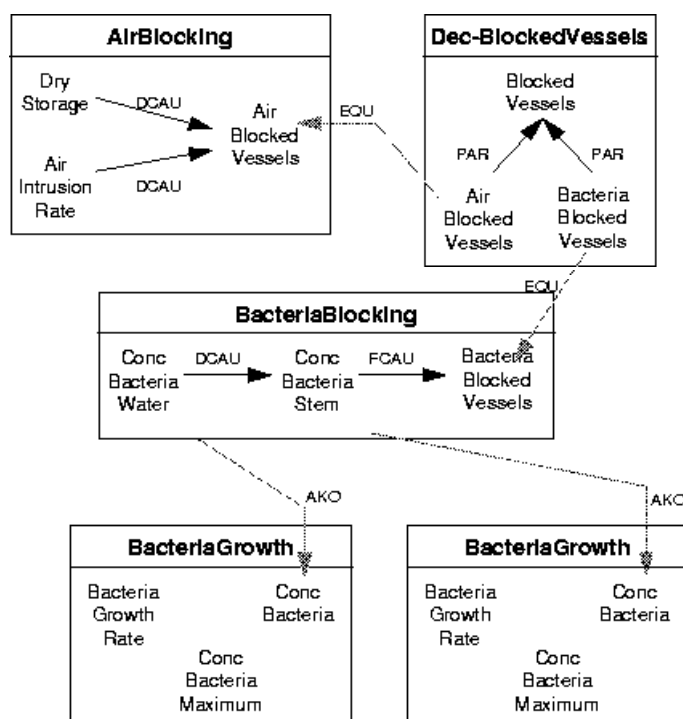 AirBlocking
Dry
Storage
DCAU
Air
Blocked
Vessels
Air
Intrusion
Rate
DCAU
EQU
Dec-BlockedVessels
Blocked
Vessels
PAR
PAR
Air
Blocked
Vessels
Bacteria
Blocked
Vessels
EQU
BacteriaBlocking
Conc
Bacteria
Water
DCAU
Conc
Bacteria
Stem
FCAU
Bacteria
Blocked
Vessels
AKO
AKO
BacteriaGrowth
Bacteria
Growth
Rate
Conc
Bacteria
Conc
Bacteria
Maximum
BacteriaGrowth
Bacteria
Growth
Rate
Conc
Bacteria
Conc
Bacteria
Maximum